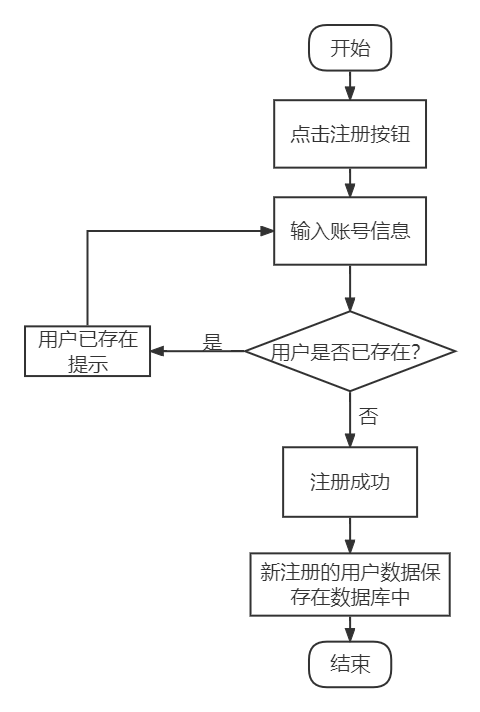 开始
点击注册按钮
输入账号信息
用户已存在
提示
是
用户是否已存在?
否
注册成功
新注册的用户数据保
存在数据库中
结束